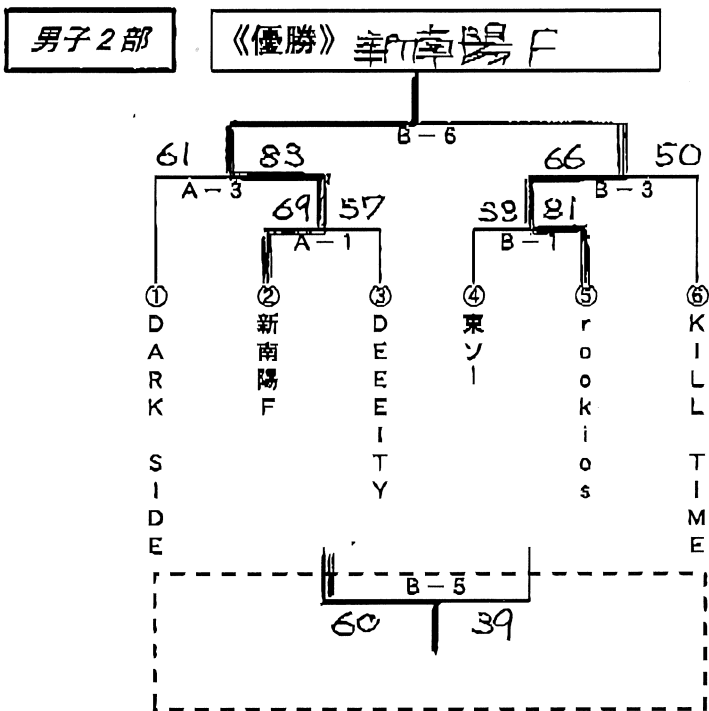 男子2部
《優勝》 新南陽F
B-6
61 83 66 50
A-3 B-3
69 57 59 81
A-1 B-1
① ② ③ ④ ⑤ ⑥
DARK SIDE
新南陽F
DEEEITY
東ソー
rookios
KILL TIME
B-5
60 39